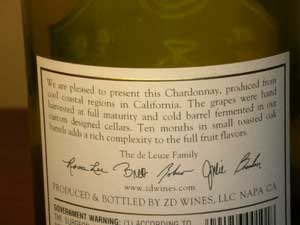 We are pleased to present this Chardonnay, produced from
cool coastal regions in California. The grapes were hand
harvested at full maturity and cold barrel fermented in our
custom designed cellars. Ten months in small toasted oak
barrels adds a rich complexity to the full fruit flavors.
The de Leuze Family
www.zdwines.com
PRODUCED & BOTTLED BY ZD WINES, LLC NAPA CA
GOVERNMENT WARNING: (1) ACCORDING TO
THE SURGEON